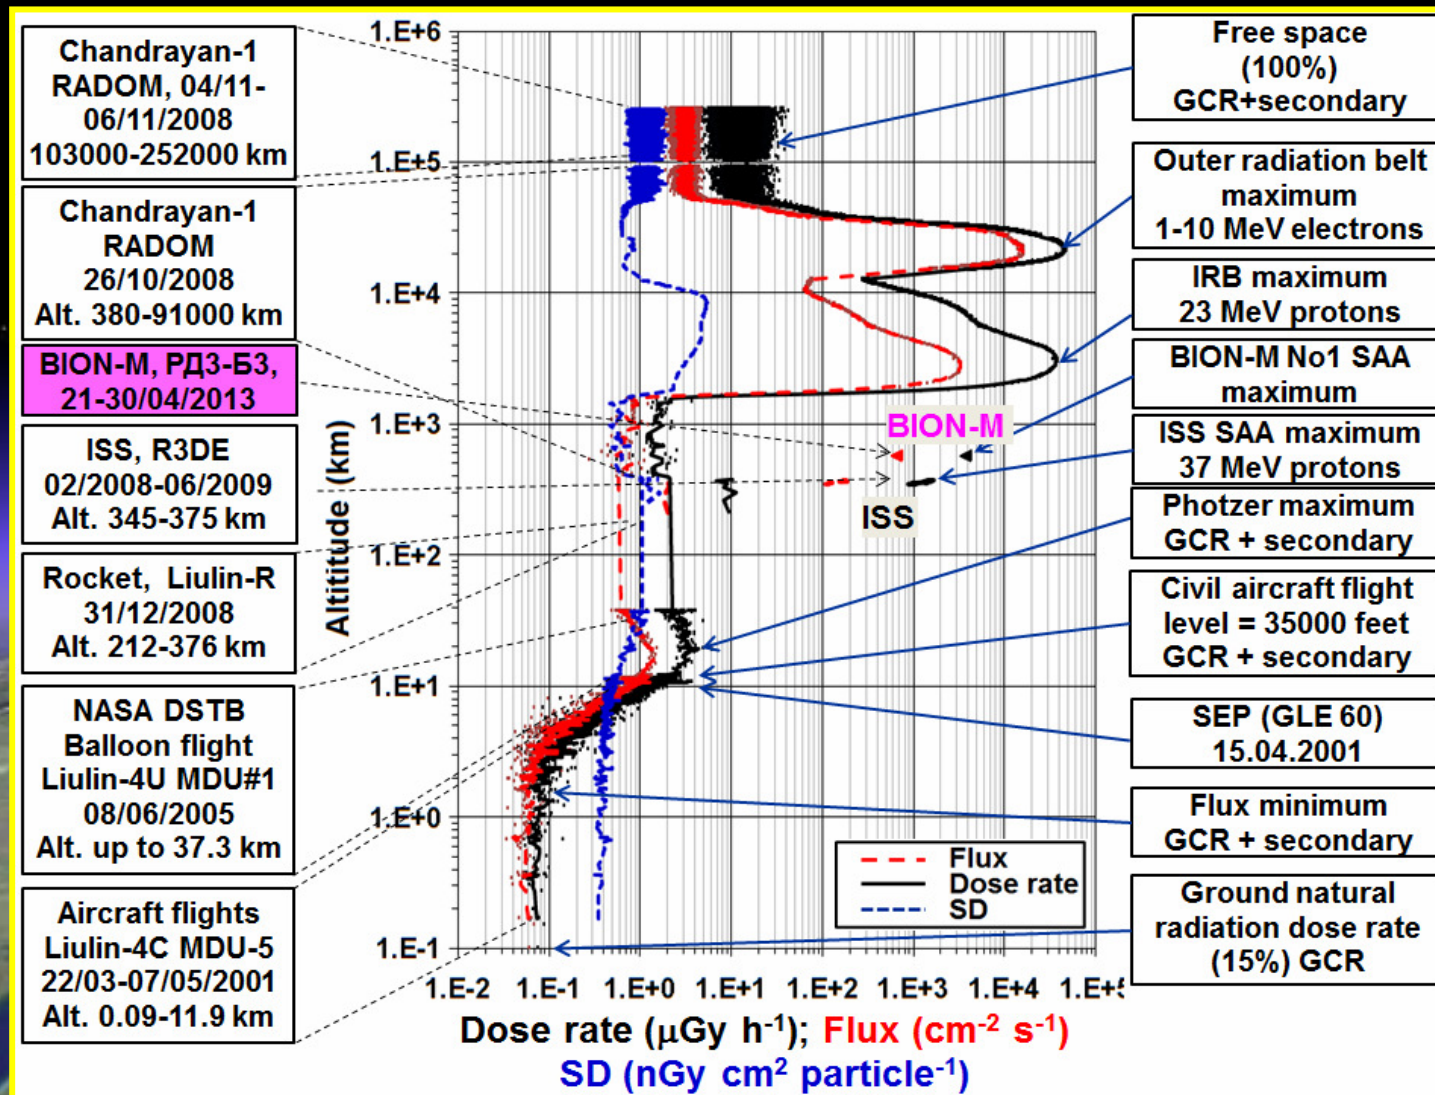 Chandrayan-1
RADOM, 04/11-
06/11/2008
103000-252000 km
Chandrayan-1
RADOM
26/10/2008
Alt. 380-91000 km
BION-M, РДЗ-Б3,
21-30/04/2013
ISS, R3DE
02/2008-06/2009
Alt. 345-375 km
Rocket, Liulin-R
31/12/2008
Alt. 212-376 km
NASA DSTB
Balloon flight
Liulin-4U MDU#1
08/06/2005
Alt. up to 37.3 km
Aircraft flights
Liulin-4C MDU-5
22/03-07/05/2001
Alt. 0.09-11.9 km
Altititude (km)
1.E+6
1.E+5
1.E+4
1.E+3
1.E+2
1.E+1
1.E+0
1.E-1
BION-M
ISS
Flux
Dose rate
SD
1.E-2 1.E-1 1.E+0 1.E+1 1.E+2 1.E+3 1.E+4 1.E+5
Dose rate (µGy h⁻¹); Flux (cm⁻² s⁻¹)
SD (nGy cm² particle⁻¹)
Free space
(100%)
GCR+secondary
Outer radiation belt
maximum
1-10 MeV electrons
IRB maximum
23 MeV protons
BION-M No1 SAA
maximum
ISS SAA maximum
37 MeV protons
Photzer maximum
GCR + secondary
Civil aircraft flight
level = 35000 feet
GCR + secondary
SEP (GLE 60)
15.04.2001
Flux minimum
GCR + secondary
Ground natural
radiation dose rate
(15%) GCR